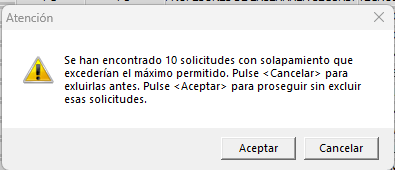 Atención
Se han encontrado 10 solicitudes con solapamiento que
excederían el máximo permitido. Pulse <Cancelar> para
exluirlas antes. Pulse <Aceptar> para proseguir sin excluir
esas solicitudes.
Aceptar
Cancelar